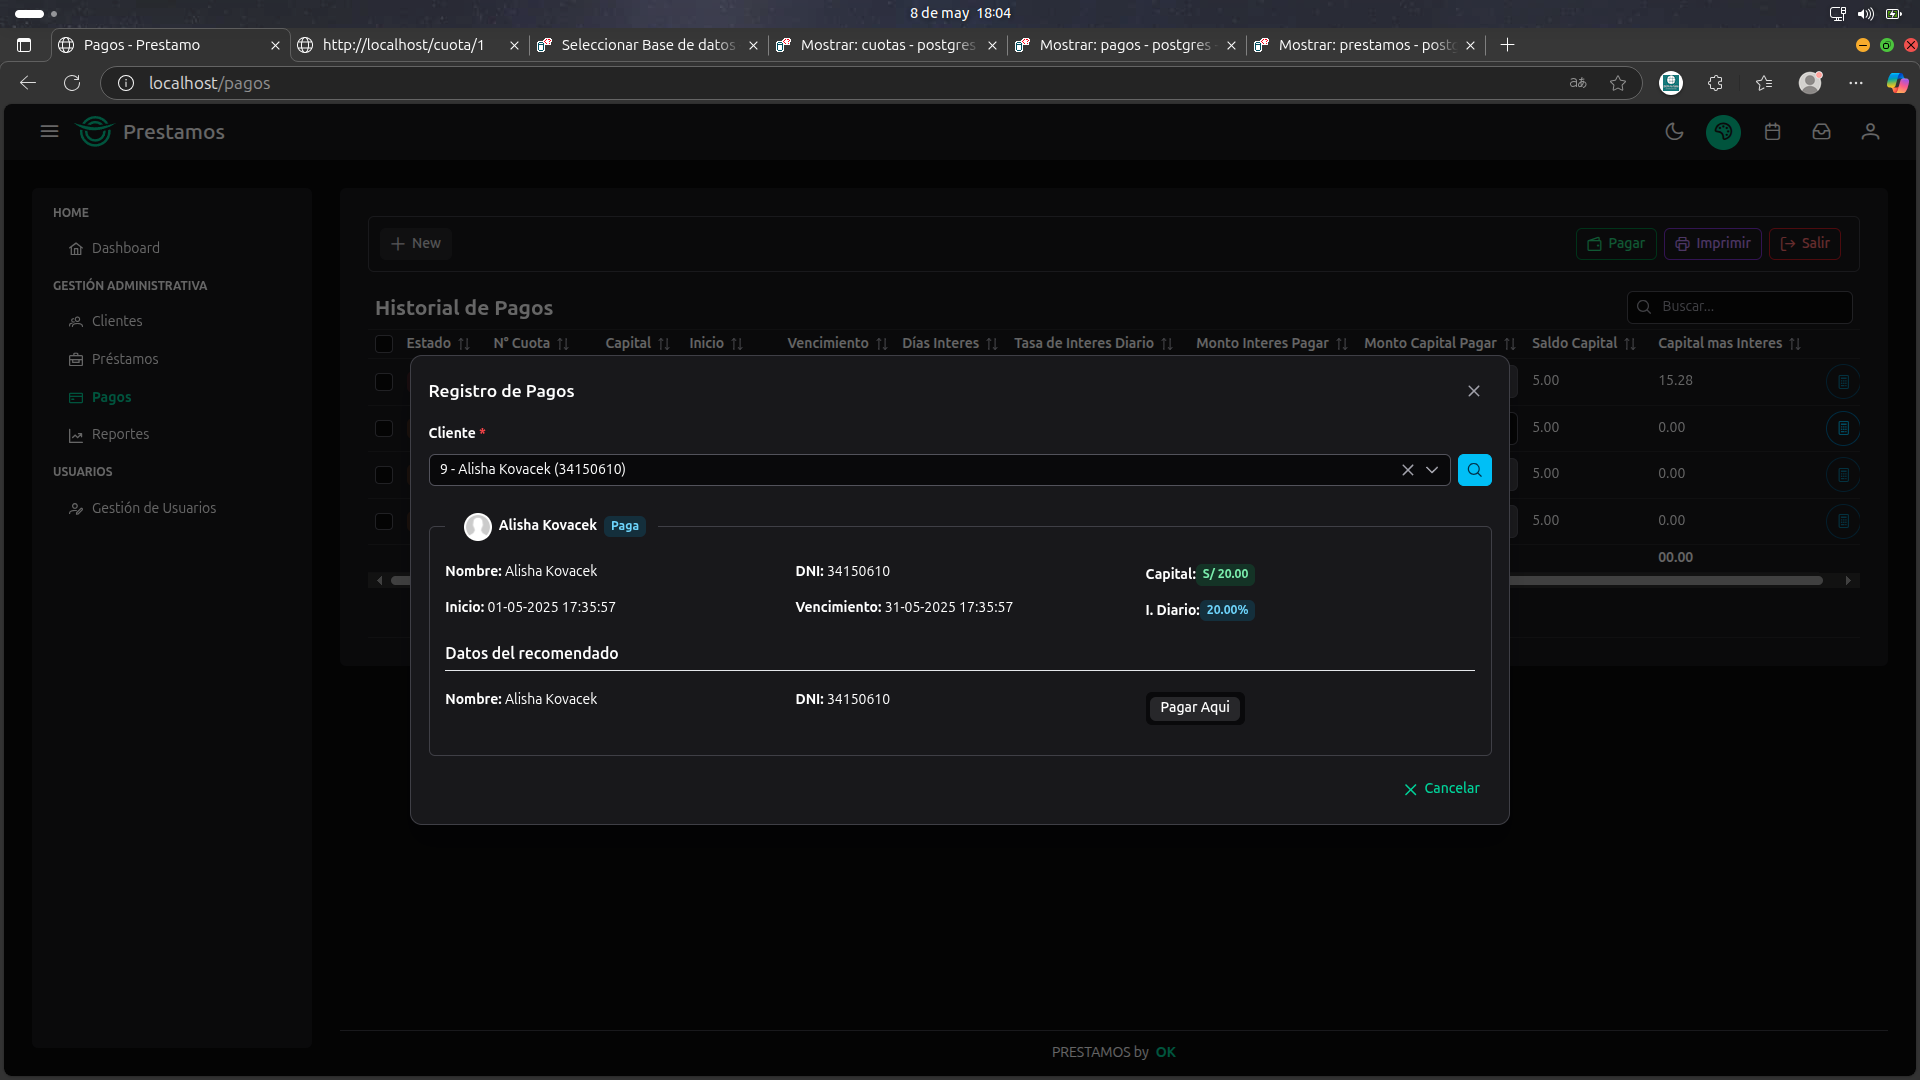 8 de may 18:04
Pagos - Prestamo
http://localhost/cuota/1
Seleccionar Base de datos
Mostrar: cuotas - postgres
Mostrar: pagos - postgres -
Mostrar: prestamos - postg
localhost/pagos
Prestamos
HOME
Dashboard
GESTIÓN ADMINISTRATIVA
Clientes
Préstamos
Pagos
Reportes
USUARIOS
Gestión de Usuarios
New
Pagar
Imprimir
Salir
Historial de Pagos
Buscar...
Estado N° Cuota Capital Inicio Vencimiento Días Interes Tasa de Interes Diario Monto Interes Pagar Monto Capital Pagar Saldo Capital Capital mas Interes
5.00 15.28
5.00 0.00
5.00 0.00
5.00 0.00
00.00
Registro de Pagos
Cliente *
9 - Alisha Kovacek (34150610)
Alisha Kovacek Paga
Nombre: Alisha Kovacek DNI: 34150610 Capital: S/ 20.00
Inicio: 01-05-2025 17:35:57 Vencimiento: 31-05-2025 17:35:57 I. Diario: 20.00%
Datos del recomendado
Nombre: Alisha Kovacek DNI: 34150610 Pagar Aqui
Cancelar
PRESTAMOS by OK